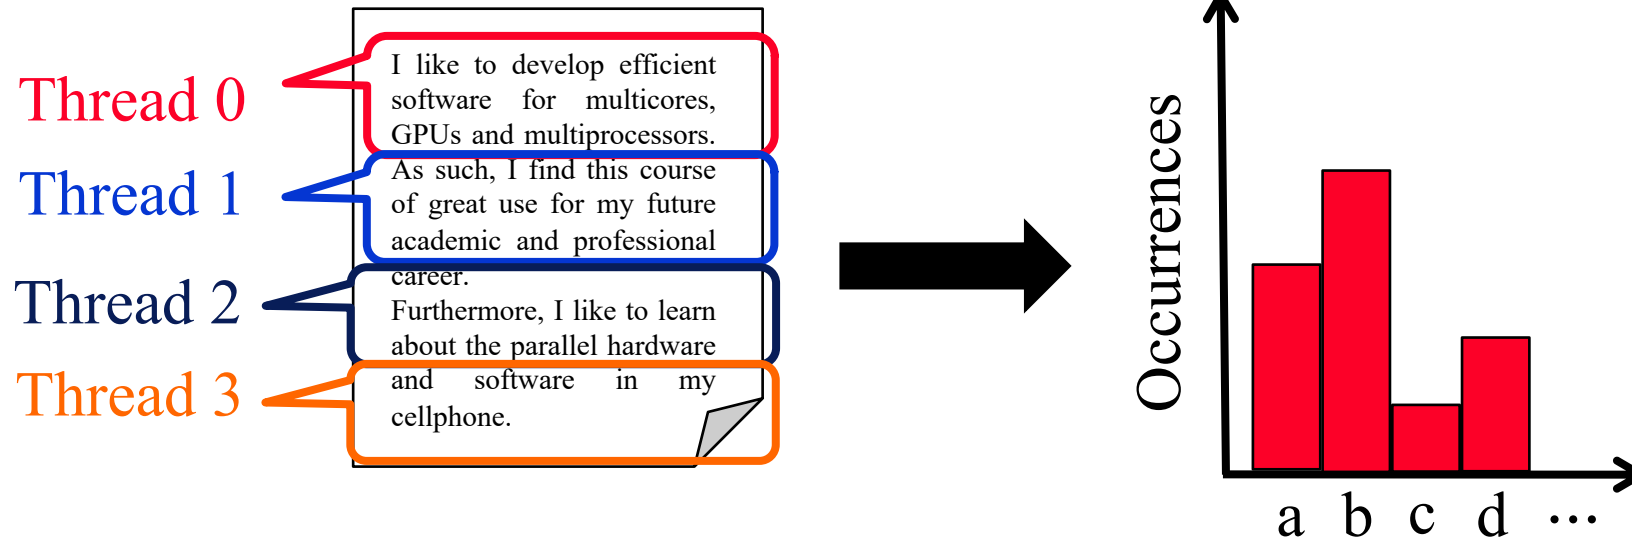 Thread 0
Thread 1
Thread 2
Thread 3
I like to develop efficient
software for multicores,
GPUs and multiprocessors.
As such, I find this course
of great use for my future
academic and professional
career.
Furthermore, I like to learn
about the parallel hardware
and software in my
cellphone.
Occurrences
a b c d ...